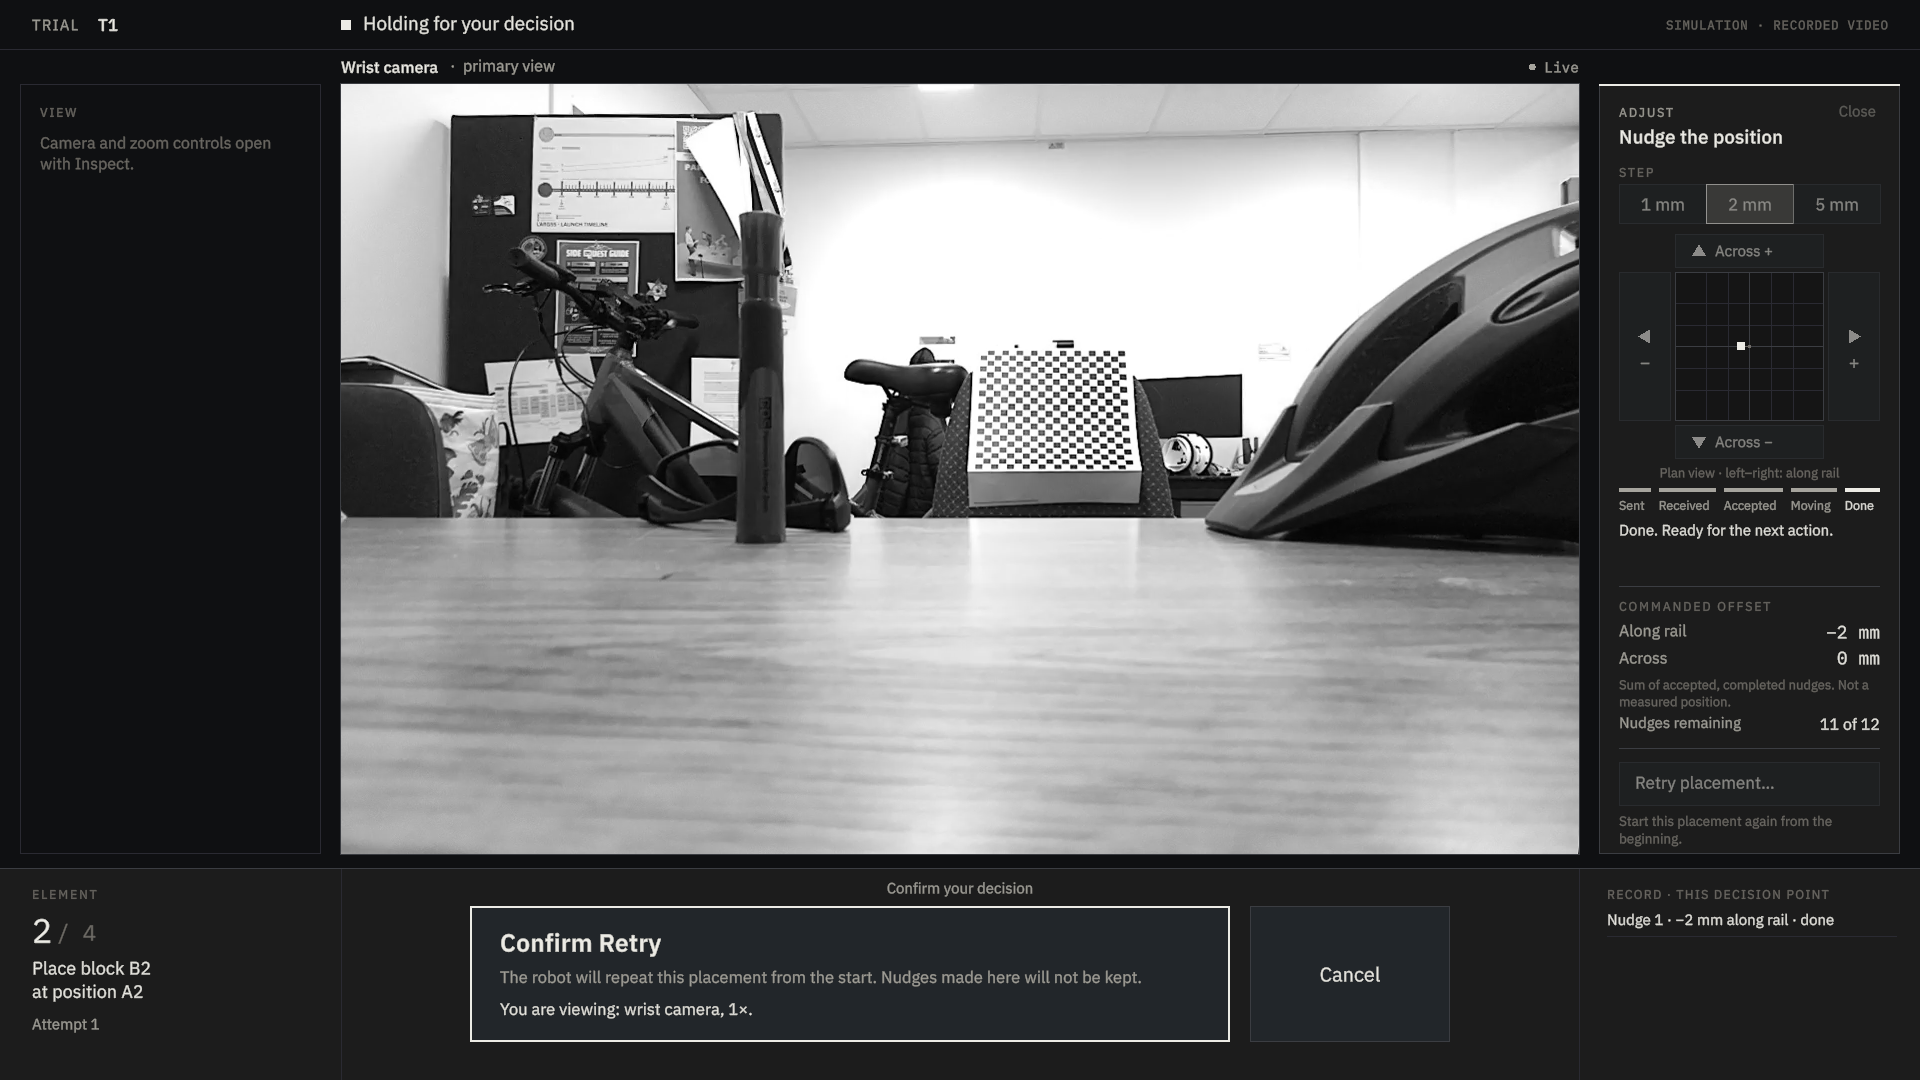 TRIAL T1
Holding for your decision
SIMULATION · RECORDED VIDEO
Wrist camera · primary view
Live
VIEW
Camera and zoom controls open
with Inspect.
LAUNCH TIMELINE
SIDE QUEST GUIDE
ADJUST
Close
Nudge the position
STEP
1 mm
2 mm
5 mm
▲ Across +
◀
−
▶
+
▼ Across −
Plan view · left–right: along rail
Sent Received Accepted Moving Done
Done. Ready for the next action.
COMMANDED OFFSET
Along rail −2 mm
Across 0 mm
Sum of accepted, completed nudges. Not a
measured position.
Nudges remaining 11 of 12
Retry placement...
Start this placement again from the
beginning.
ELEMENT
2 / 4
Place block B2
at position A2
Attempt 1
Confirm your decision
Confirm Retry
The robot will repeat this placement from the start. Nudges made here will not be kept.
You are viewing: wrist camera, 1×.
Cancel
RECORD · THIS DECISION POINT
Nudge 1 · −2 mm along rail · done